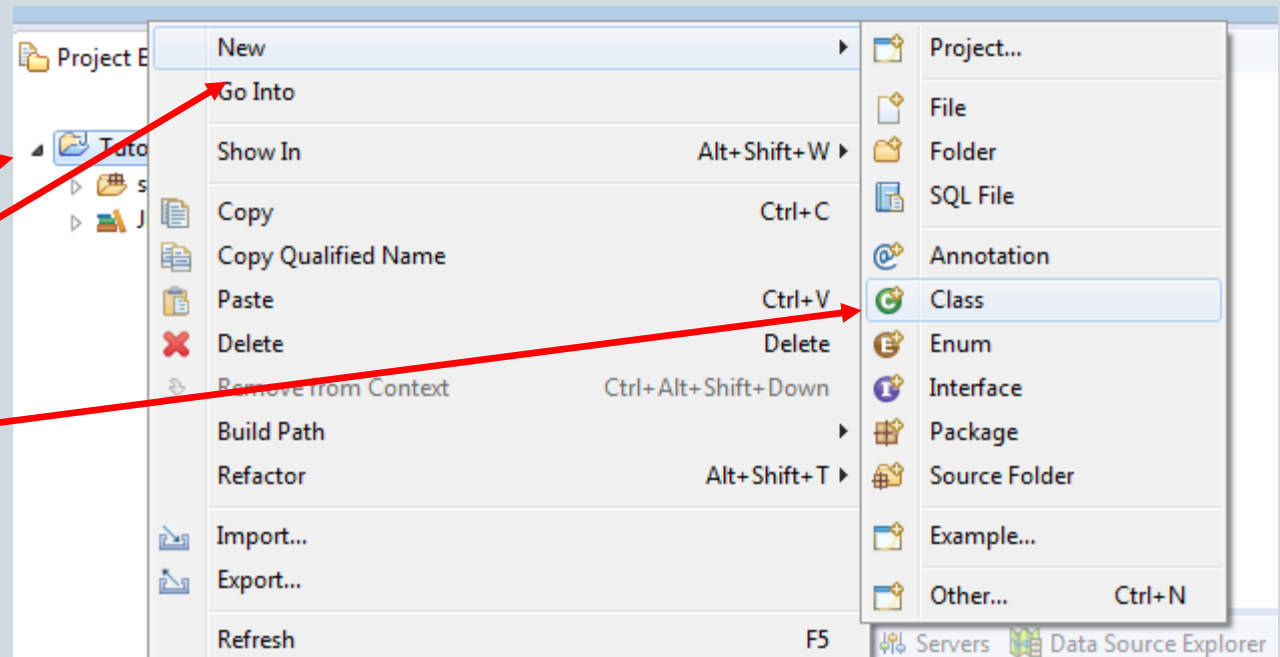 Project E
Tuto
s
J
New
Go Into
Show In Alt+Shift+W
Copy Ctrl+C
Copy Qualified Name
Paste Ctrl+V
Delete Delete
Remove from Context Ctrl+Alt+Shift+Down
Build Path
Refactor Alt+Shift+T
Import...
Export...
Refresh F5
Project...
File
Folder
SQL File
Annotation
Class
Enum
Interface
Package
Source Folder
Example...
Other... Ctrl+N
Servers Data Source Explorer